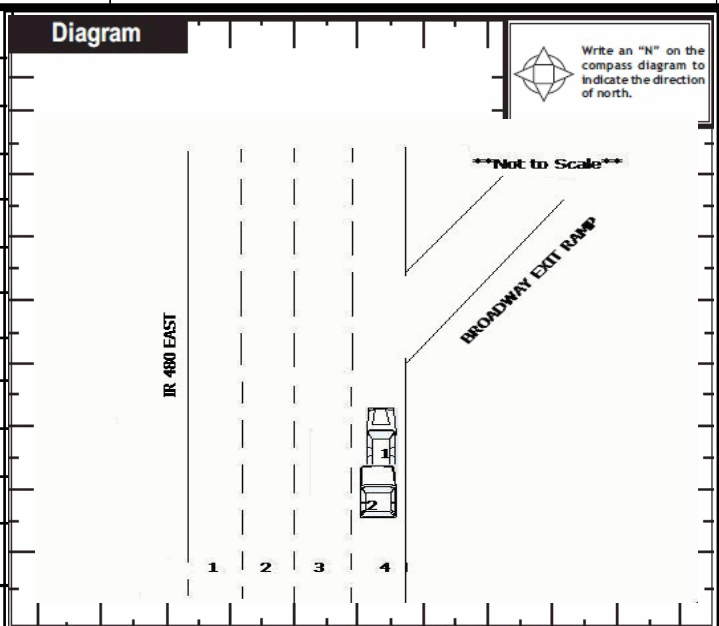 Diagram
Write an “N” on the
compass diagram to
indicate the direction
of north.
**Not to Scale**
BROADWAY EXIT RAMP
IR 480 EAST
1
2
1 2 3 4